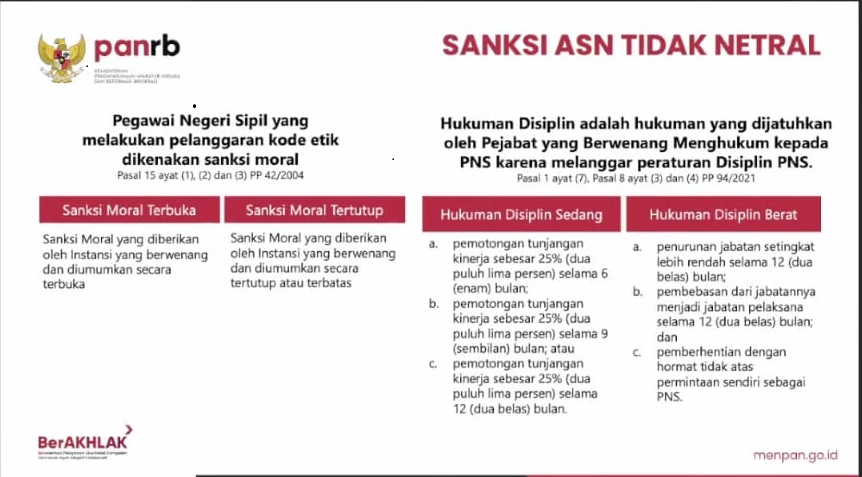 panrb
KEMENTERIAN
PENDAYAGUNAAN APARATUR NEGARA
DAN REFORMASI BIROKRASI
SANKSI ASN TIDAK NETRAL
Pegawai Negeri Sipil yang
melakukan pelanggaran kode etik
dikenakan sanksi moral
Pasal 15 ayat (1), (2) dan (3) PP 42/2004
Sanksi Moral Terbuka
Sanksi Moral yang diberikan
oleh Instansi yang berwenang
dan diumumkan secara
terbuka
Sanksi Moral Tertutup
Sanksi Moral yang diberikan
oleh Instansi yang berwenang
dan diumumkan secara
tertutup atau terbatas
Hukuman Disiplin adalah hukuman yang dijatuhkan
oleh Pejabat yang Berwenang Menghukum kepada
PNS karena melanggar peraturan Disiplin PNS.
Pasal 1 ayat (7), Pasal 8 ayat (3) dan (4) PP 94/2021
Hukuman Disiplin Sedang
a. pemotongan tunjangan
kinerja sebesar 25% (dua
puluh lima persen) selama 6
(enam) bulan;
b. pemotongan tunjangan
kinerja sebesar 25% (dua
puluh lima persen) selama 9
(sembilan) bulan; atau
c. pemotongan tunjangan
kinerja sebesar 25% (dua
puluh lima persen) selama
12 (dua belas) bulan.
Hukuman Disiplin Berat
a. penurunan jabatan setingkat
lebih rendah selama 12 (dua
belas) bulan;
b. pembebasan dari jabatannya
menjadi jabatan pelaksana
selama 12 (dua belas) bulan;
dan
c. pemberhentian dengan
hormat tidak atas
permintaan sendiri sebagai
PNS.
BerAKHLAK
menpan.go.id